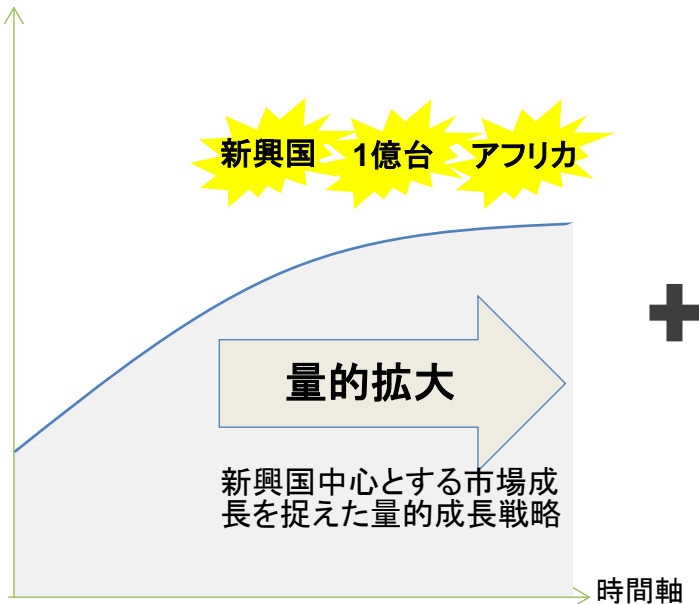 新興国 1億台 アフリカ
量的拡大
新興国中心とする市場成
長を捉えた量的成長戦略
時間軸